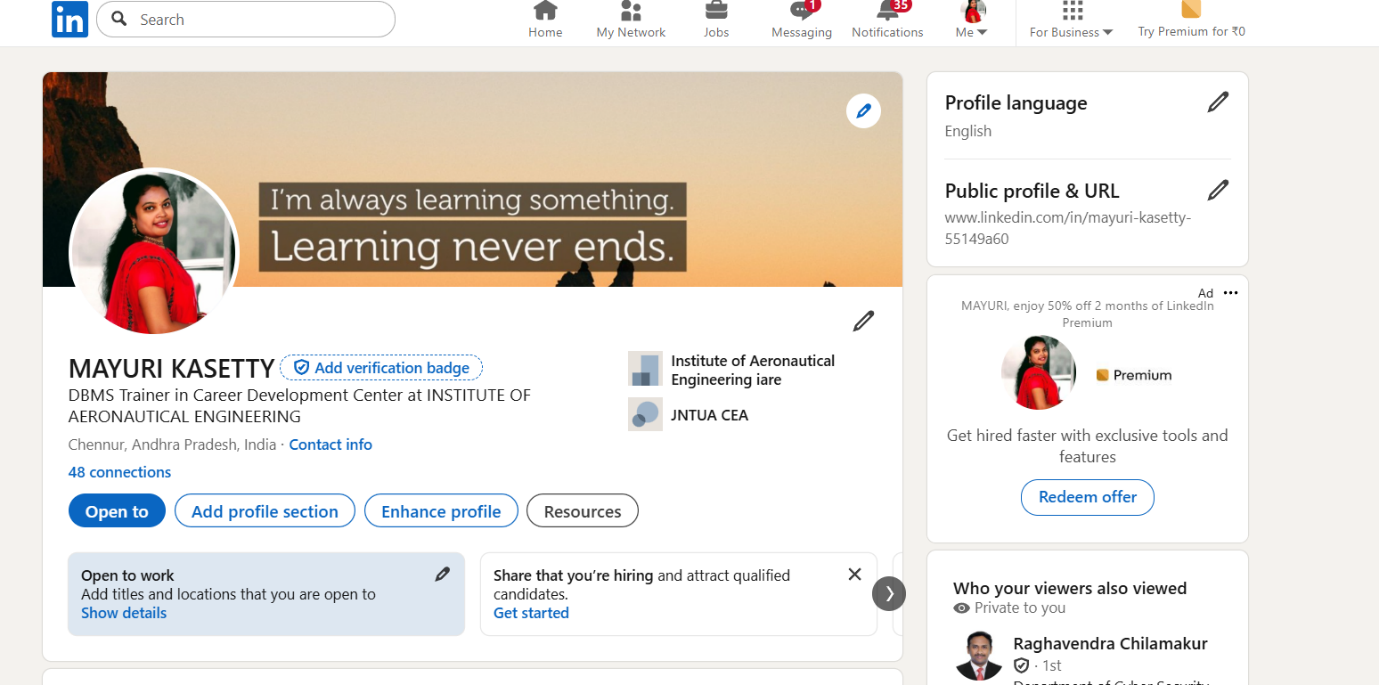 in
Search
Home
My Network
Jobs
1
Messaging
35
Notifications
Me
For Business
Try Premium for ₹0
I'm always learning something.
Learning never ends.
MAYURI KASETTY
Add verification badge
DBMS Trainer in Career Development Center at INSTITUTE OF
AERONAUTICAL ENGINEERING
Chennur, Andhra Pradesh, India · Contact info
48 connections
Institute of Aeronautical
Engineering iare
JNTUA CEA
Open to
Add profile section
Enhance profile
Resources
Open to work
Add titles and locations that you are open to
Show details
Share that you're hiring and attract qualified
candidates.
Get started
Profile language
English
Public profile & URL
www.linkedin.com/in/mayuri-kasetty-
55149a60
Ad
MAYURI, enjoy 50% off 2 months of LinkedIn
Premium
Premium
Get hired faster with exclusive tools and
features
Redeem offer
Who your viewers also viewed
Private to you
Raghavendra Chilamakur
· 1st
Department of Cyber Security